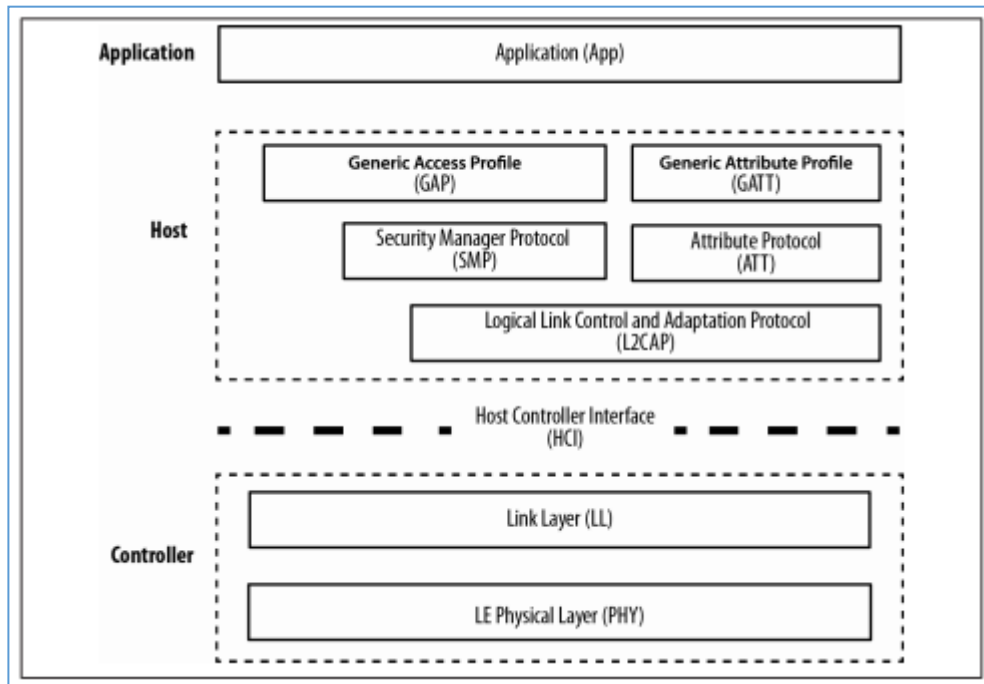 Application
Application (App)
Generic Access Profile
(GAP)
Generic Attribute Profile
(GATT)
Host
Security Manager Protocol
(SMP)
Attribute Protocol
(ATT)
Logical Link Control and Adaptation Protocol
(L2CAP)
Host Controller Interface
(HCI)
Link Layer (LL)
Controller
LE Physical Layer (PHY)